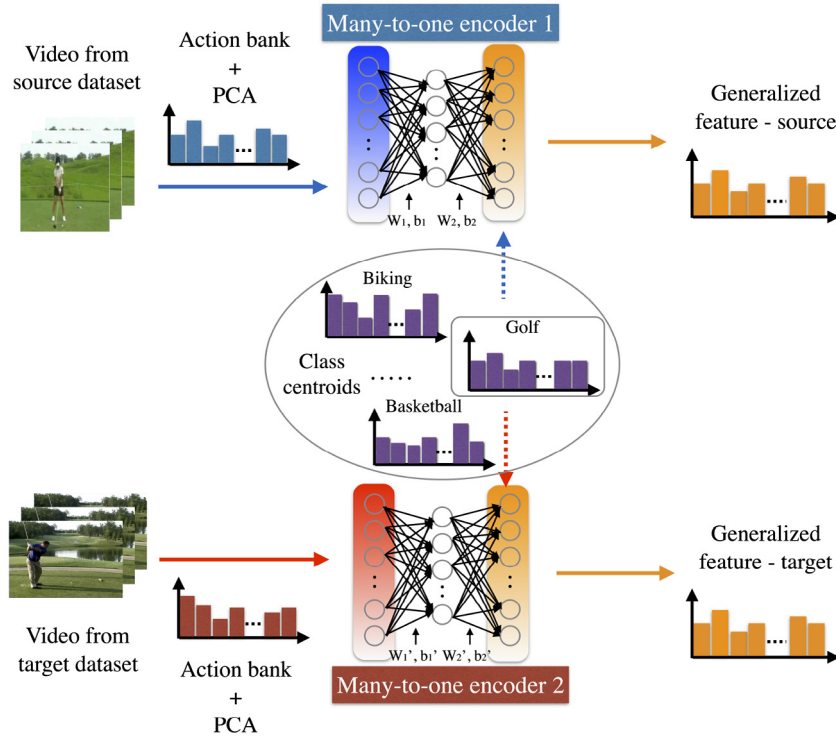 Many-to-one encoder 1
Video from
source dataset
Action bank
+
PCA
W₁, b₁ W₂, b₂
Generalized
feature - source
Biking
Golf
Class
centroids
Basketball
Video from
target dataset
Action bank
+
PCA
W₁', b₁' W₂', b₂'
Many-to-one encoder 2
Generalized
feature - target